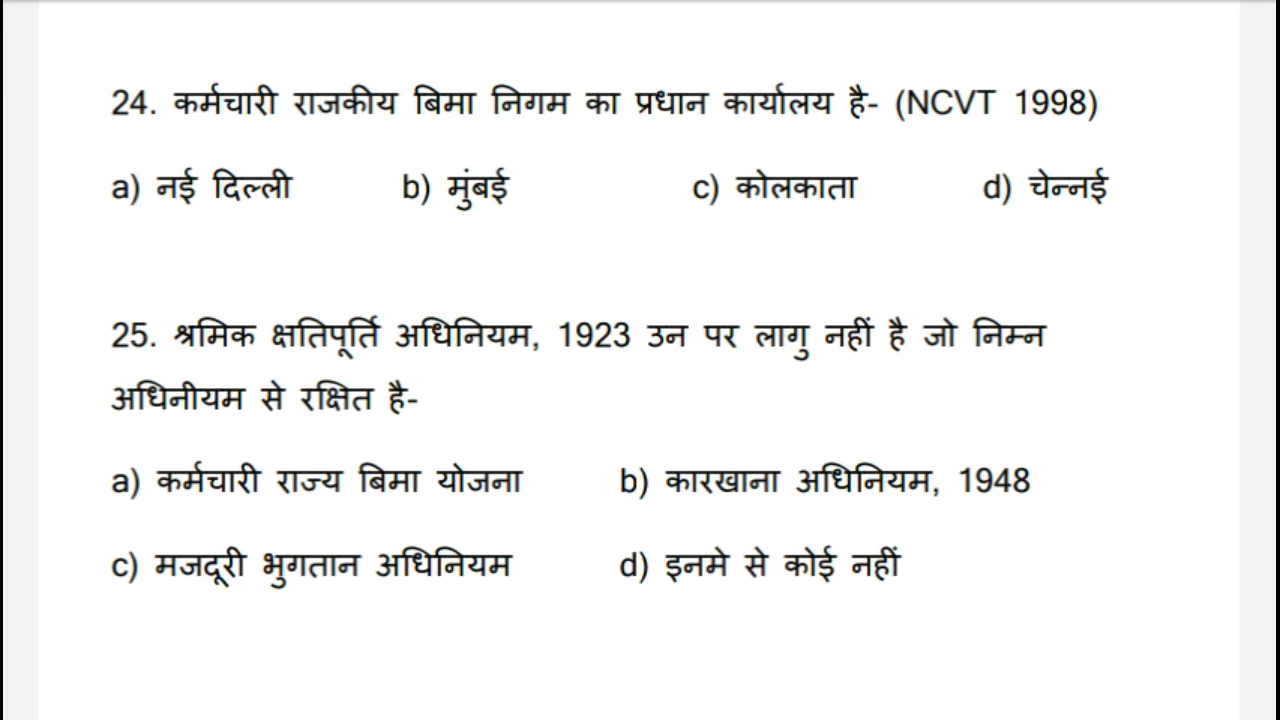 24. कर्मचारी राजकीय बिमा निगम का प्रधान कार्यालय है- (NCVT 1998)
a) नई दिल्ली b) मुंबई c) कोलकाता d) चेन्नई
25. श्रमिक क्षतिपूर्ति अधिनियम, 1923 उन पर लागु नहीं है जो निम्न
अधिनीयम से रक्षित है-
a) कर्मचारी राज्य बिमा योजना b) कारखाना अधिनियम, 1948
c) मजदूरी भुगतान अधिनियम d) इनमे से कोई नहीं